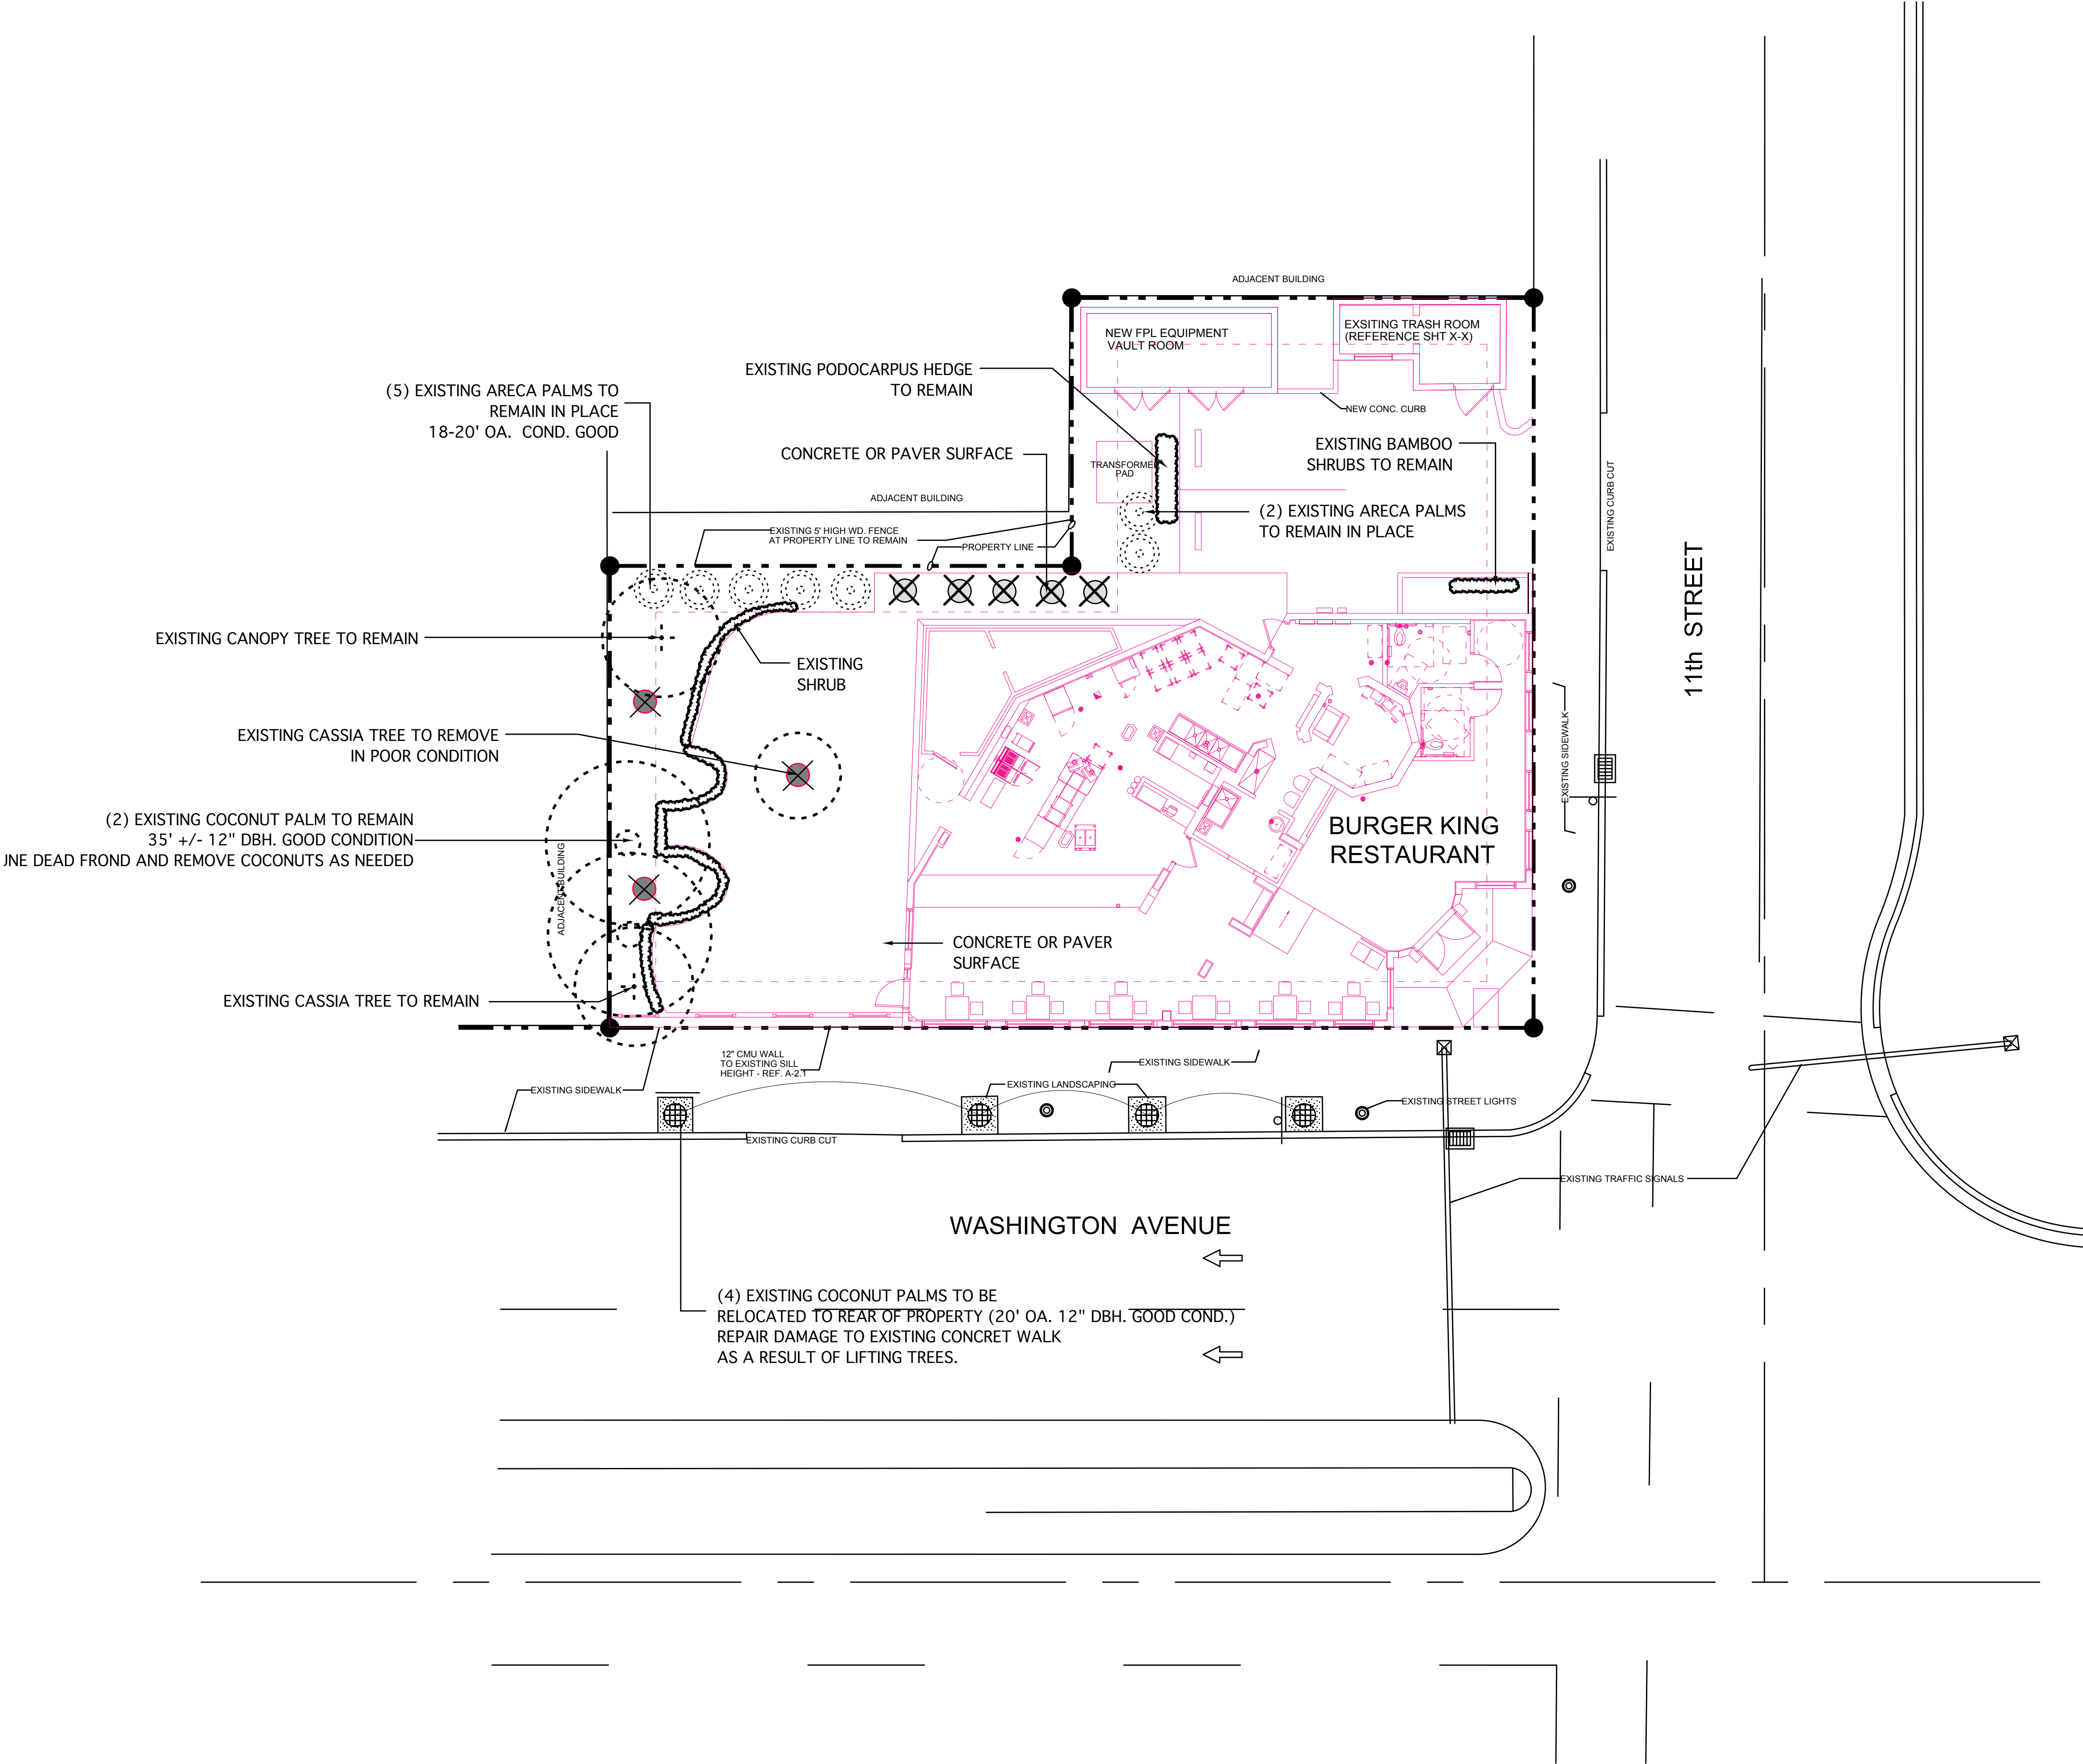 ADJACENT BUILDING
NEW FPL EQUIPMENT
VAULT ROOM
EXSITING TRASH ROOM
(REFERENCE SHT X-X)
EXISTING PODOCARPUS HEDGE
TO REMAIN
(5) EXISTING ARECA PALMS TO
REMAIN IN PLACE
18-20' OA. COND. GOOD
NEW CONC. CURB
CONCRETE OR PAVER SURFACE
EXISTING BAMBOO
SHRUBS TO REMAIN
TRANSFORMER
PAD
ADJACENT BUILDING
(2) EXISTING ARECA PALMS
TO REMAIN IN PLACE
EXISTING 5' HIGH WD. FENCE
AT PROPERTY LINE TO REMAIN
PROPERTY LINE
EXISTING CURB CUT
11th STREET
EXISTING CANOPY TREE TO REMAIN
EXISTING
SHRUB
EXISTING CASSIA TREE TO REMOVE
IN POOR CONDITION
EXISTING SIDEWALK
(2) EXISTING COCONUT PALM TO REMAIN
35' +/- 12" DBH. GOOD CONDITION
UNE DEAD FROND AND REMOVE COCONUTS AS NEEDED
ADJACENT BUILDING
BURGER KING
RESTAURANT
CONCRETE OR PAVER
SURFACE
EXISTING CASSIA TREE TO REMAIN
12" CMU WALL
TO EXISTING SILL
HEIGHT - REF. A-2.1
EXISTING SIDEWALK
EXISTING SIDEWALK
EXISTING LANDSCAPING
EXISTING STREET LIGHTS
EXISTING CURB CUT
EXISTING TRAFFIC SIGNALS
WASHINGTON AVENUE
(4) EXISTING COCONUT PALMS TO BE
RELOCATED TO REAR OF PROPERTY (20' OA. 12" DBH. GOOD COND.)
REPAIR DAMAGE TO EXISTING CONCRET WALK
AS A RESULT OF LIFTING TREES.